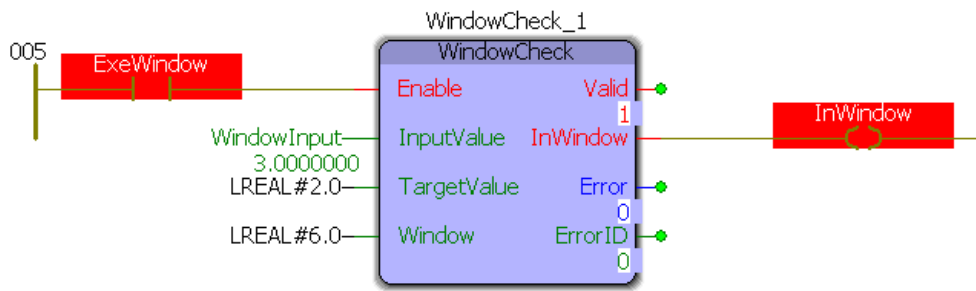 WindowCheck_1
005
ExeWindow
WindowCheck
Enable
Valid
1
InWindow
WindowInput
3.0000000
InputValue
InWindow
LREAL#2.0
TargetValue
Error
0
LREAL#6.0
Window
ErrorID
0